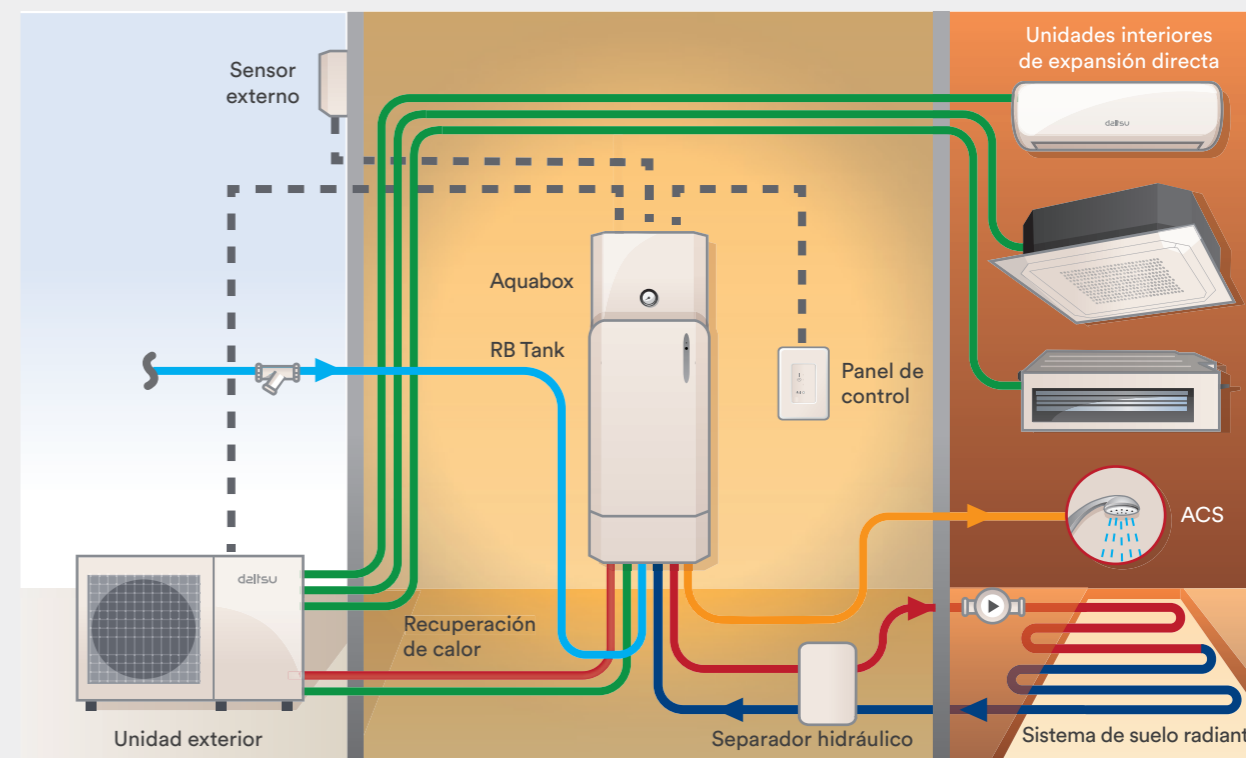 Unidades interiores
de expansión directa
Sensor
externo
daitsu
Aquabox
RB Tank
Panel de
control
ACS
daitsu
Recuperación
de calor
Unidad exterior
Separador hidráulico
Sistema de suelo radiant